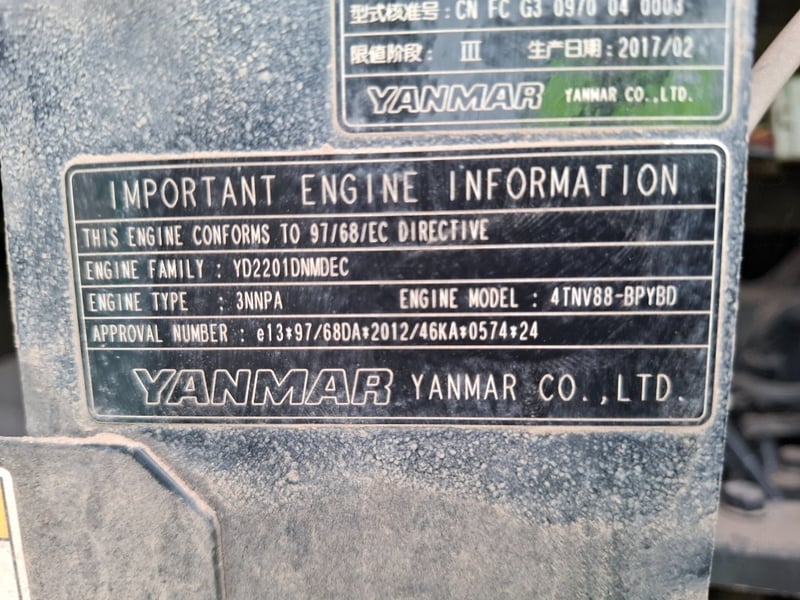 型式核准号: CN FC G3 0970 04 0003
限值阶段: III 生产日期: 2017/02
YANMAR YANMAR CO.,LTD.
IMPORTANT ENGINE INFORMATION
THIS ENGINE CONFORMS TO 97/68/EC DIRECTIVE
ENGINE FAMILY : YD2201DNMDEC
ENGINE TYPE : 3NNPA ENGINE MODEL : 4TNV88-BPYBD
APPROVAL NUMBER : e13*97/68DA*2012/46KA*0574*24
YANMAR YANMAR CO.,LTD.